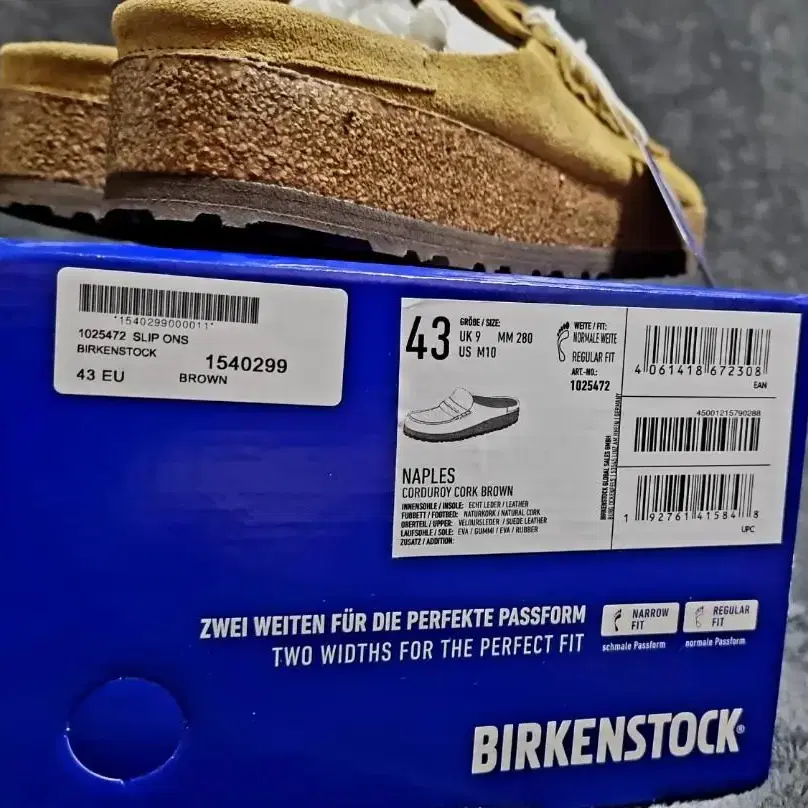 *1540299000011*
1025472 SLIP ONS
BIRKENSTOCK
1540299
43 EU
BROWN
43
GRÖßE / SIZE:
UK 9 MM 280
US M10
WEITE / FIT:
NORMALE WEITE
REGULAR FIT
ART.-NO.:
1025472
NAPLES
CORDUROY CORK BROWN
INNENSOHLE / INSOLE: ECHT LEDER / LEATHER
FUßBETT / FOOTBED: NATURKORK / NATURAL CORK
OBERTEIL / UPPER: VELOURSLEDER / SUEDE LEATHER
LAUFSOHLE / SOLE: EVA / GUMMI / EVA / RUBBER
ZUSATZ / ADDITION:
BIRKENSTOCK GLOBAL SALES GMBH
4 061418 672308
EAN
45001215790288
1 92761 41584 8
UPC
ZWEI WEITEN FÜR DIE PERFEKTE PASSFORM
TWO WIDTHS FOR THE PERFECT FIT
NARROW
FIT
schmale Passform
REGULAR
FIT
normale Passform
BIRKENSTOCK®